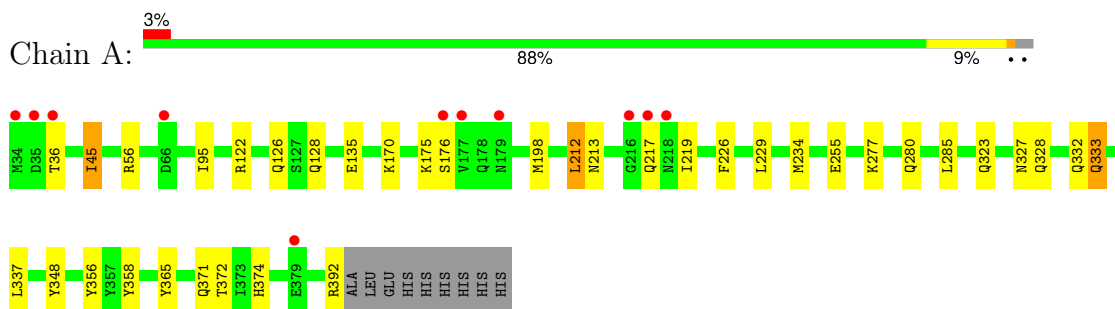 3%
Chain A:
88% 9% • •
M34 D35 T36 I45 R56 D66 I95 R122 Q126 S127 Q128 E135 K170 K175 S176 V177 Q178 N179 M198 L212 N213 G216 Q217 N218 I219 F226 L229 M234 E255 K277 Q280 L285 Q323 N327 Q328 Q332 Q333
L337 Y348 Y356 Y357 Y358 Y365 Q371 T372 I373 H374 E379 R392 ALA LEU GLU HIS HIS HIS HIS HIS HIS